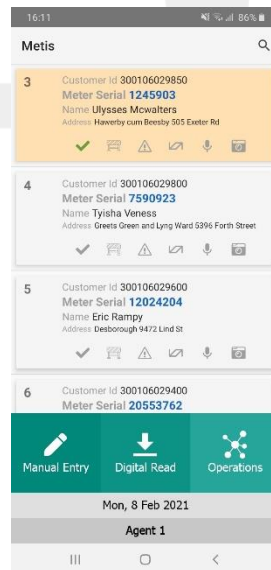 16:11 86%
Metis
3
Customer Id 300106029850
Meter Serial 1245903
Name Ulysses Mcwalters
Address Hawerby cum Beesby 505 Exeter Rd
4
Customer Id 300106029800
Meter Serial 7590923
Name Tyisha Veness
Address Greets Green and Lyng Ward 5396 Forth Street
5
Customer Id 300106029600
Meter Serial 12024204
Name Eric Rampy
Address Desborough 9472 Lind St
6
Customer Id 300106029400
Meter Serial 20553762
Manual Entry Digital Read Operations
Mon, 8 Feb 2021
Agent 1